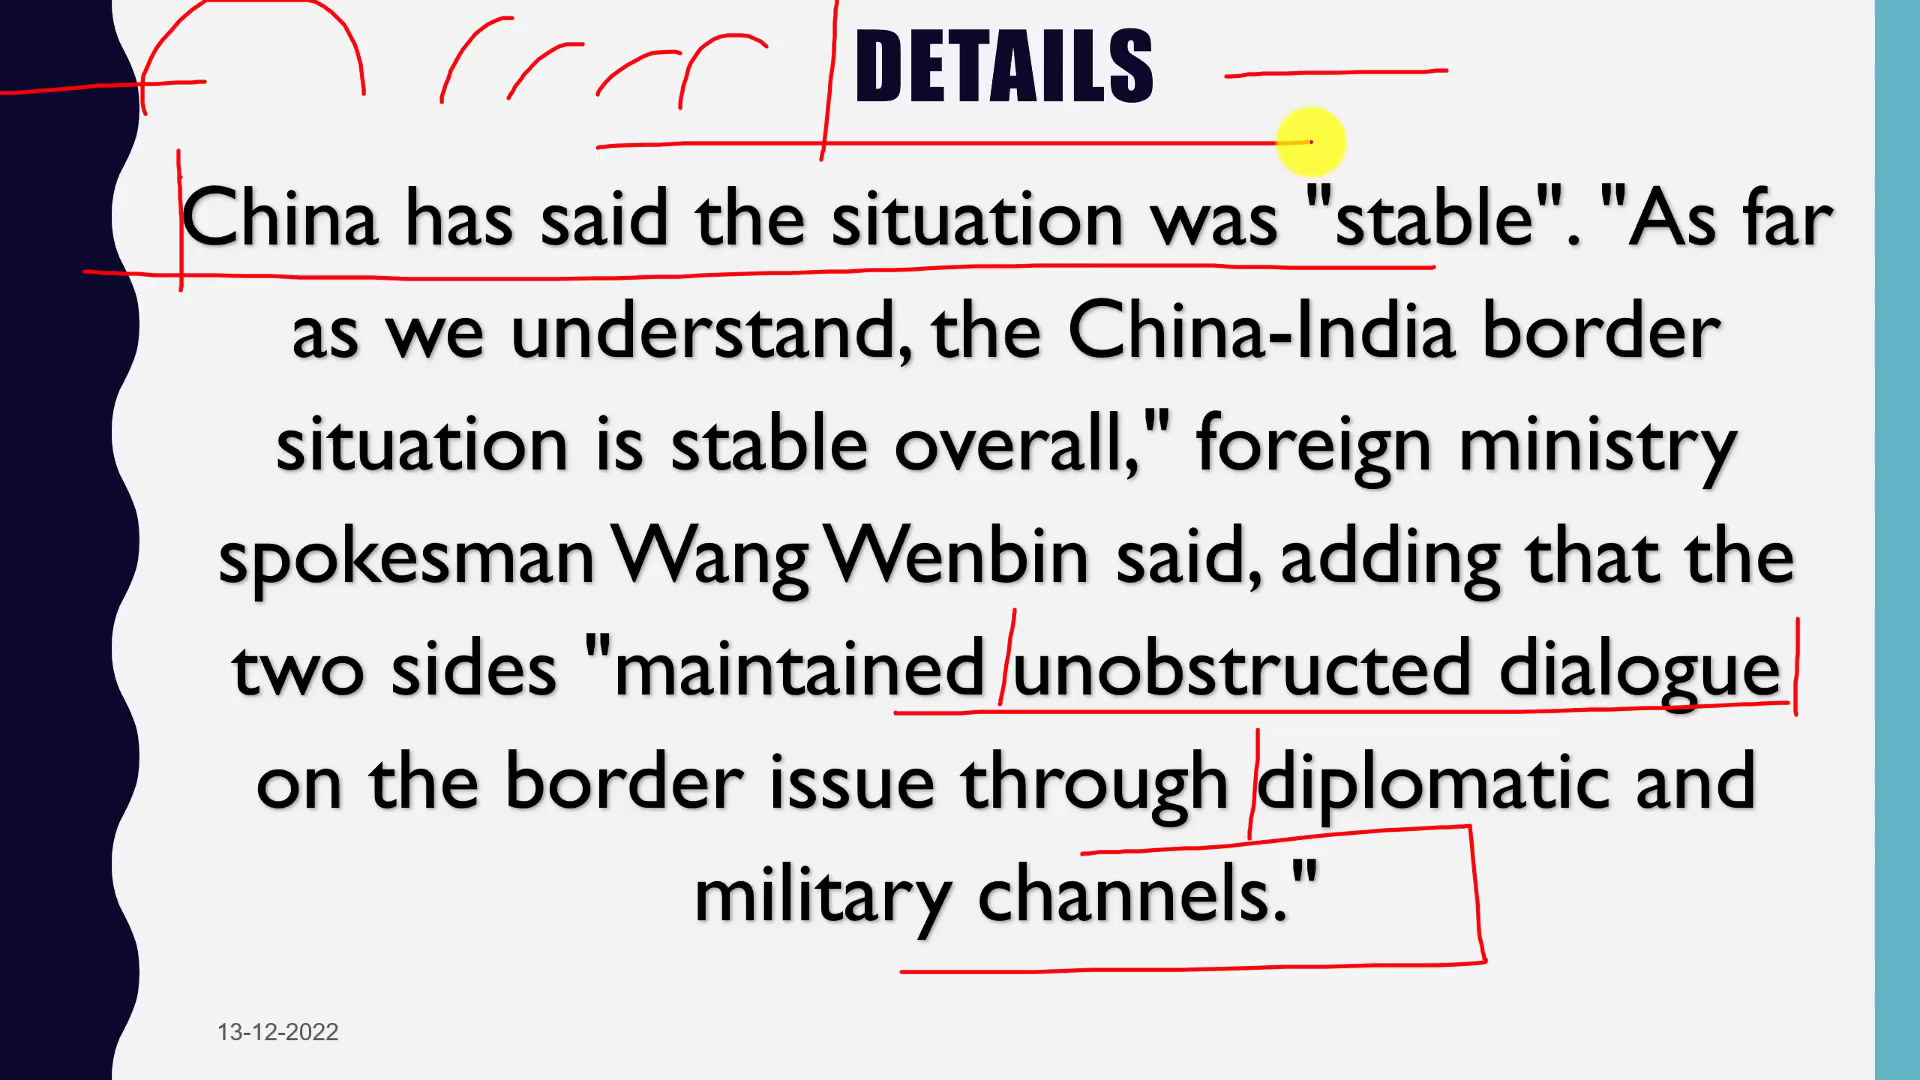 DETAILS
China has said the situation was "stable". "As far
as we understand, the China-India border
situation is stable overall," foreign ministry
spokesman Wang Wenbin said, adding that the
two sides "maintained unobstructed dialogue
on the border issue through diplomatic and
military channels."
13-12-2022